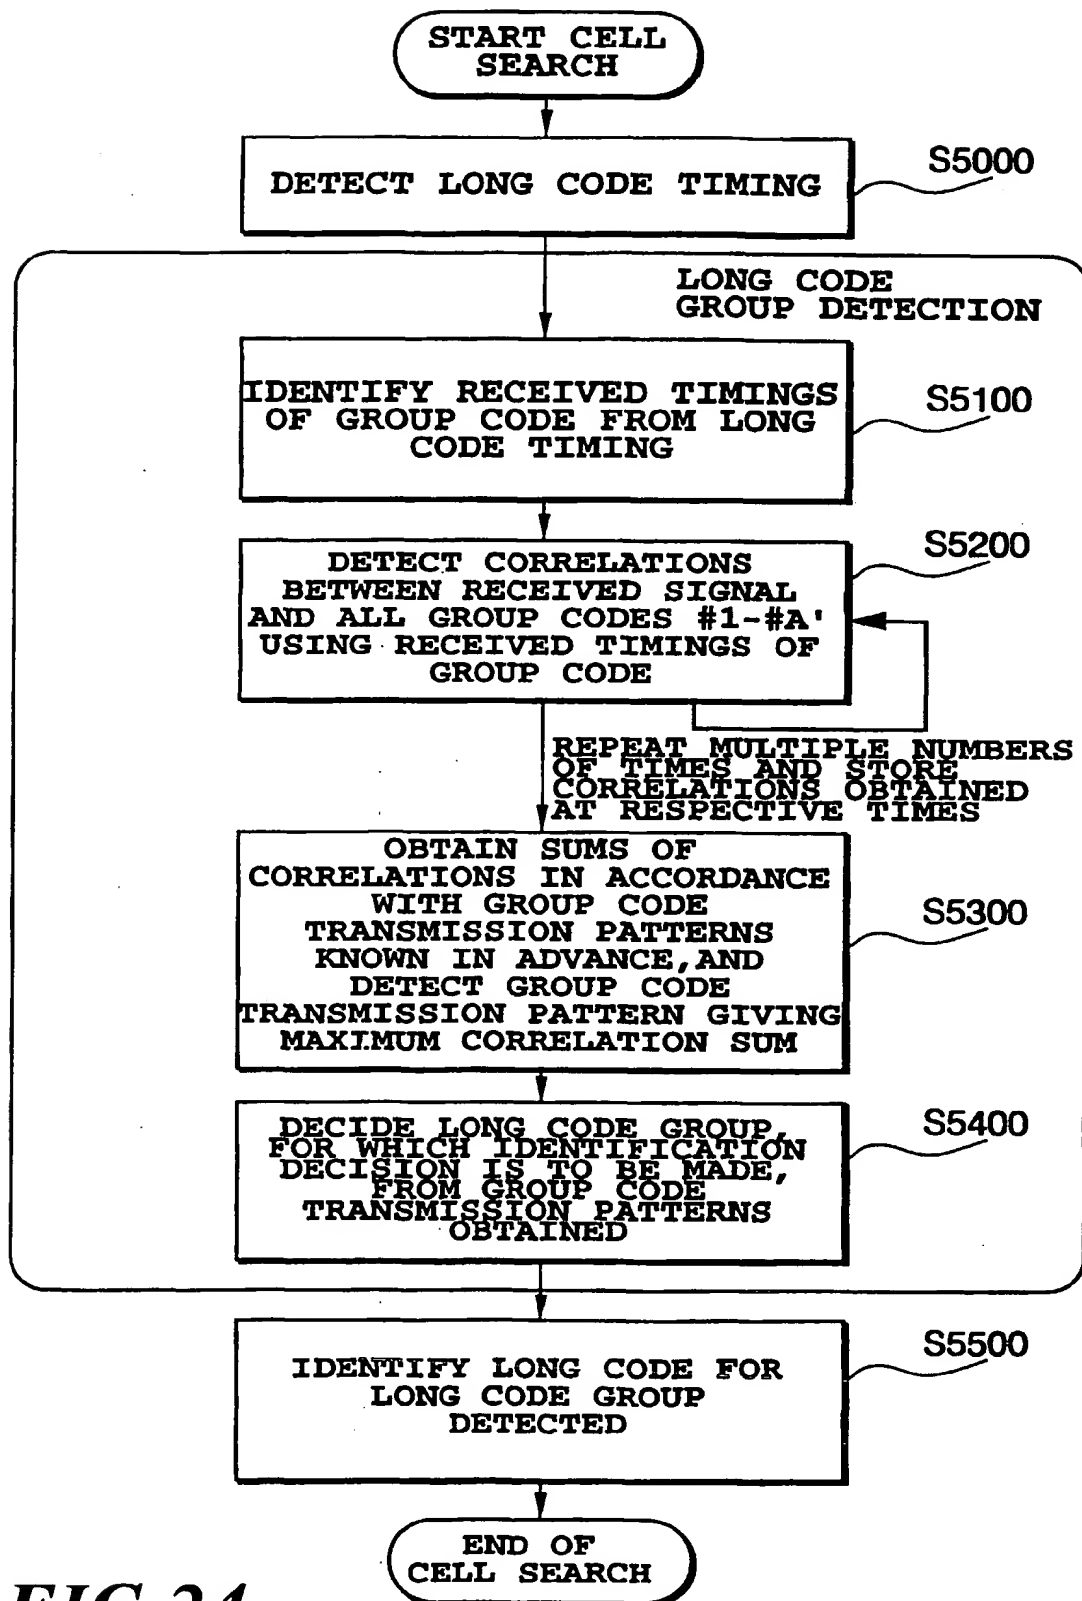 START CELL
SEARCH
DETECT LONG CODE TIMING
S5000
LONG CODE
GROUP DETECTION
IDENTIFY RECEIVED TIMINGS
OF GROUP CODE FROM LONG
CODE TIMING
S5100
DETECT CORRELATIONS
BETWEEN RECEIVED SIGNAL
AND ALL GROUP CODES #1-#A'
USING RECEIVED TIMINGS OF
GROUP CODE
S5200
REPEAT MULTIPLE NUMBERS
OF TIMES AND STORE
CORRELATIONS OBTAINED
AT RESPECTIVE TIMES
OBTAIN SUMS OF
CORRELATIONS IN ACCORDANCE
WITH GROUP CODE
TRANSMISSION PATTERNS
KNOWN IN ADVANCE, AND
DETECT GROUP CODE
TRANSMISSION PATTERN GIVING
MAXIMUM CORRELATION SUM
S5300
DECIDE LONG CODE GROUP,
FOR WHICH IDENTIFICATION
DECISION IS TO BE MADE,
FROM GROUP CODE
TRANSMISSION PATTERNS
OBTAINED
S5400
IDENTIFY LONG CODE FOR
LONG CODE GROUP
DETECTED
S5500
END OF
CELL SEARCH
FIG.24